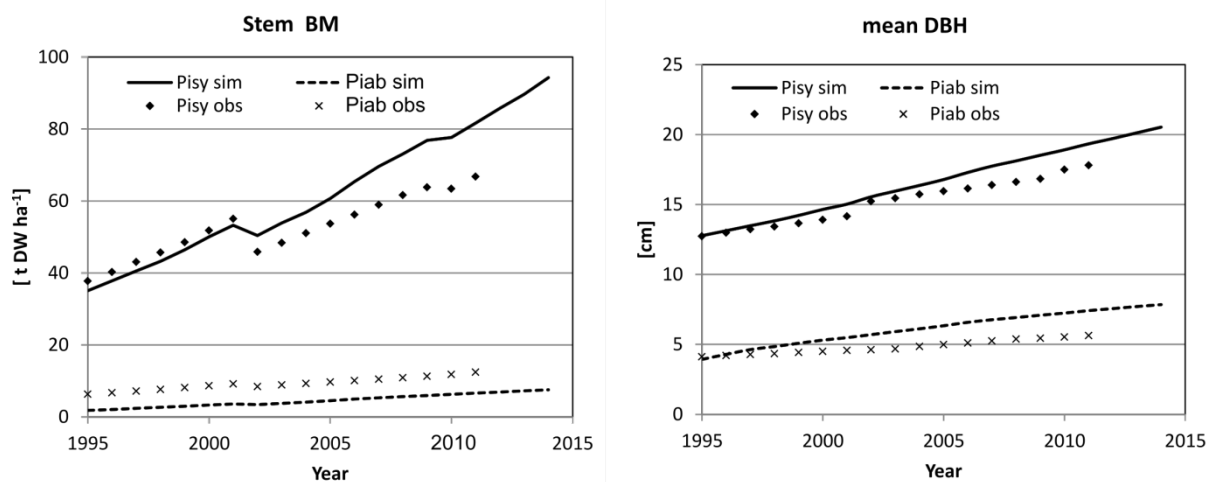 Stem BM
[ t DW ha⁻¹]
100
80
60
40
20
0
Pisy sim
Piab sim
Pisy obs
Piab obs
1995
2000
2005
2010
2015
Year
mean DBH
[cm]
25
20
15
10
5
0
Pisy sim
Piab sim
Pisy obs
Piab obs
1995
2000
2005
2010
2015
Year